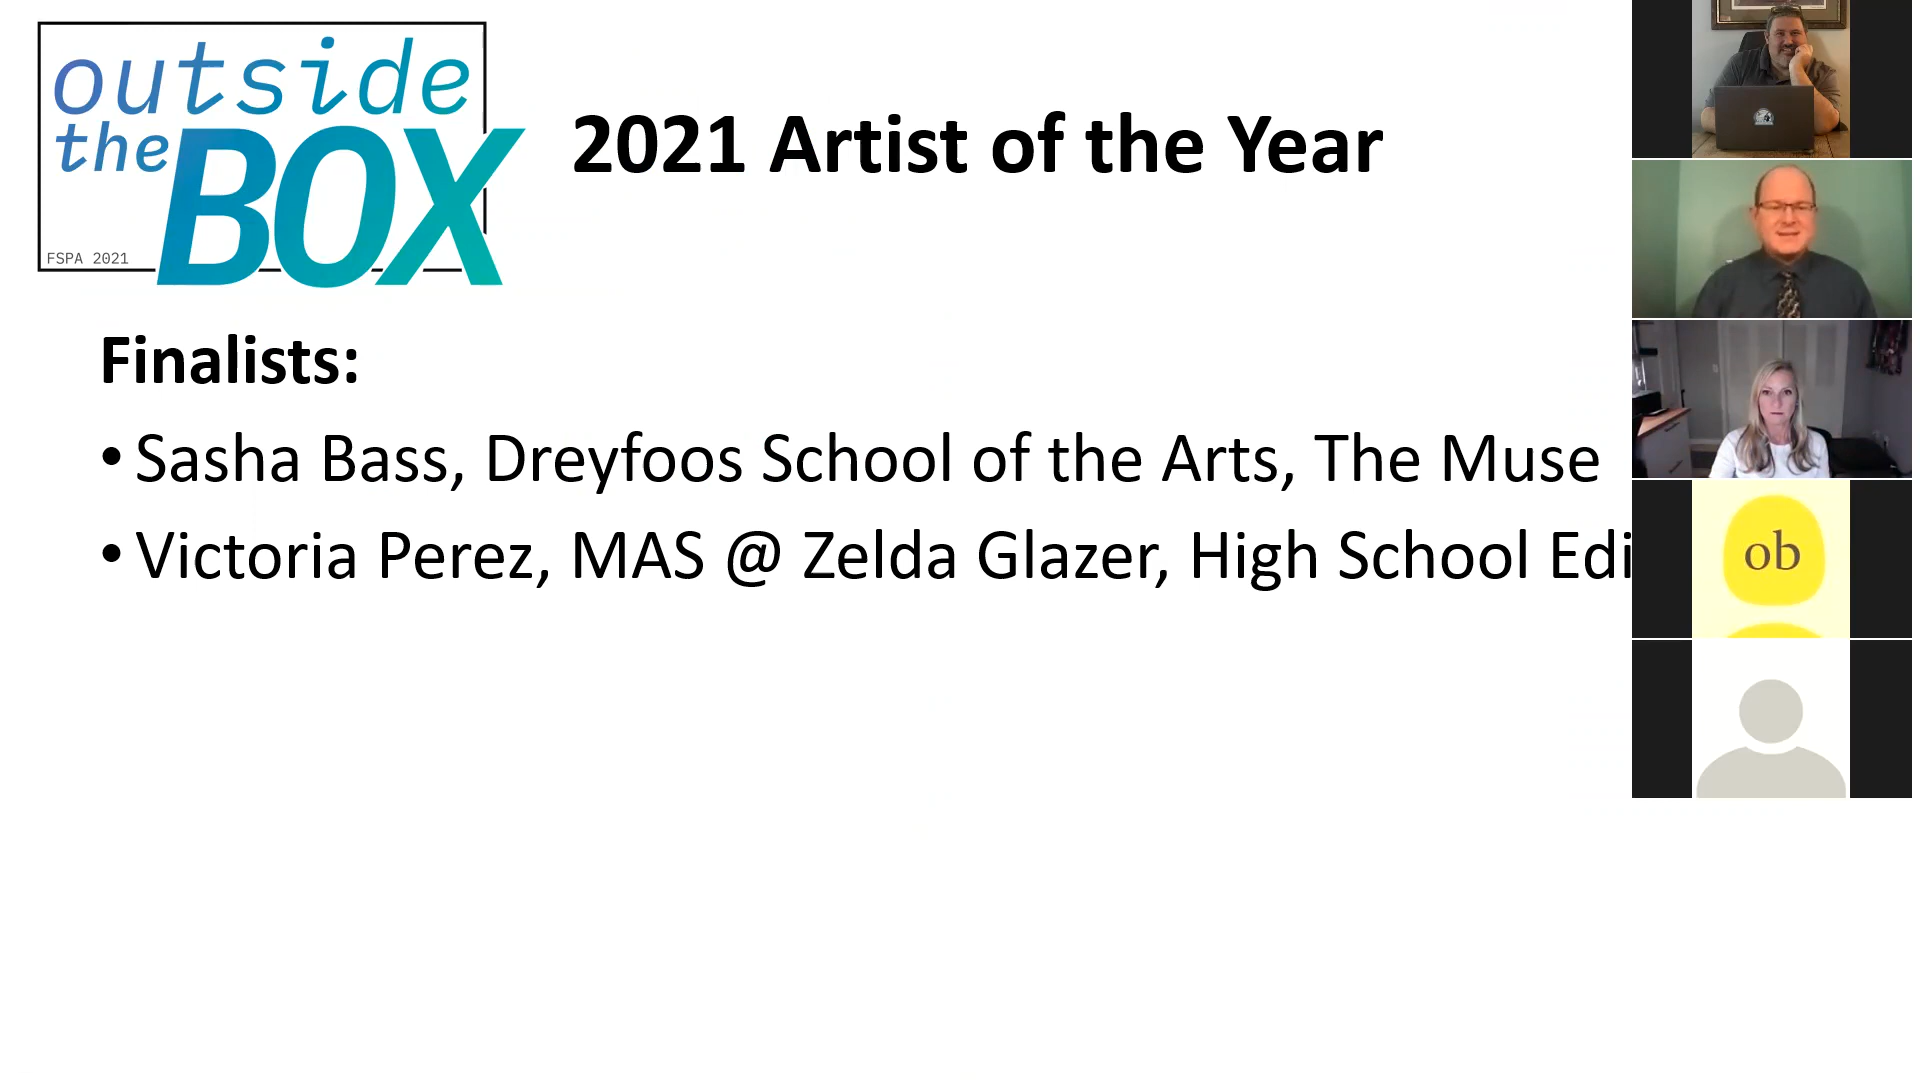 outside
the BOX
FSPA 2021
2021 Artist of the Year
Finalists:
• Sasha Bass, Dreyfoos School of the Arts, The Muse
• Victoria Perez, MAS @ Zelda Glazer, High School Edi
ob